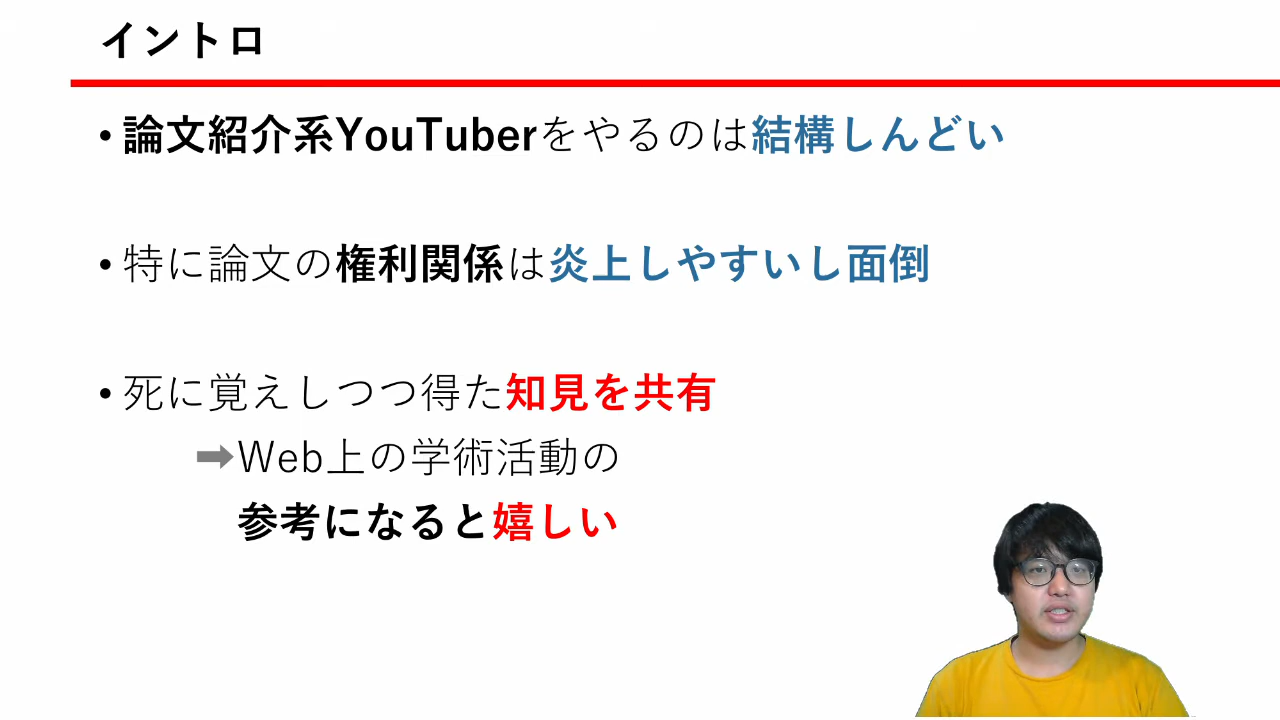 イントロ
• 論文紹介系YouTuberをやるのは結構しんどい
• 特に論文の権利関係は炎上しやすいし面倒
• 死に覚えしつつ得た知見を共有
➡Web上の学術活動の
参考になると嬉しい